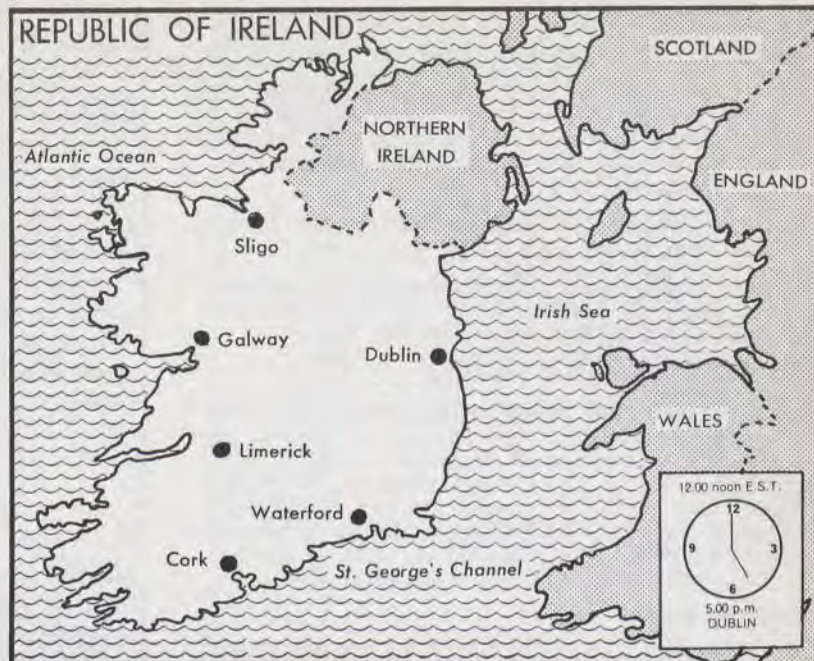 REPUBLIC OF IRELAND
SCOTLAND
NORTHERN
IRELAND
Atlantic Ocean
ENGLAND
Sligo
Irish Sea
Galway
Dublin
WALES
Limerick
12.00 noon E.S.T.
12
9
3
6
5.00 p.m.
DUBLIN
Waterford
Cork
St. George's Channel